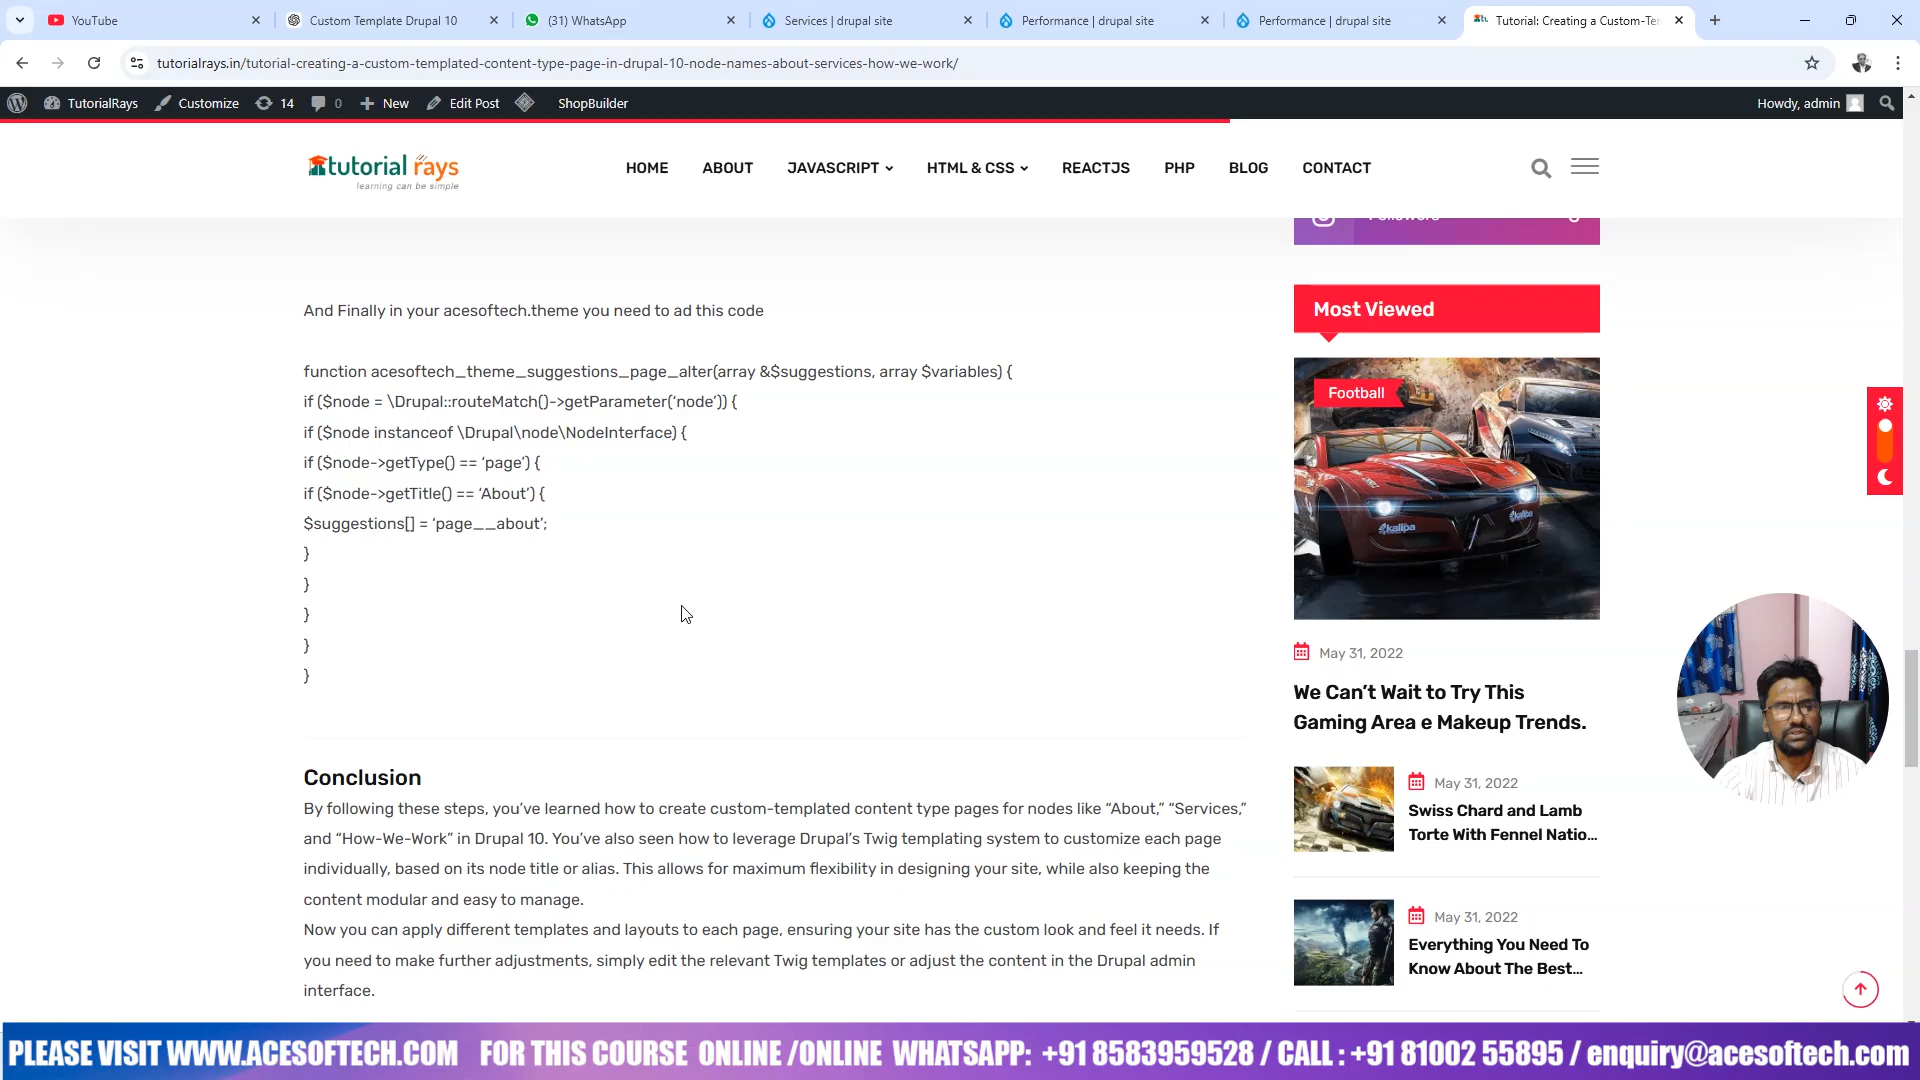 YouTube
Custom Template Drupal 10
(31) WhatsApp
Services | drupal site
Performance | drupal site
Performance | drupal site
Tutorial: Creating a Custom-Ter
tutorialrays.in/tutorial-creating-a-custom-templated-content-type-page-in-drupal-10-node-names-about-services-how-we-work/
TutorialRays
Customize
14
0
New
Edit Post
ShopBuilder
Howdy, admin
tutorial rays
learning can be simple
HOME
ABOUT
JAVASCRIPT
HTML & CSS
REACTJS
PHP
BLOG
CONTACT
And Finally in your acesoftech.theme you need to ad this code
function acesoftech_theme_suggestions_page_alter(array &$suggestions, array $variables) {
if ($node = \Drupal::routeMatch()->getParameter(‘node’)) {
if ($node instanceof \Drupal\node\NodeInterface) {
if ($node->getType() == ‘page’) {
if ($node->getTitle() == ‘About’) {
$suggestions[] = ‘page__about’;
}
}
}
}
}
Conclusion
By following these steps, you’ve learned how to create custom-templated content type pages for nodes like “About,” “Services,”
and “How-We-Work” in Drupal 10. You’ve also seen how to leverage Drupal’s Twig templating system to customize each page
individually, based on its node title or alias. This allows for maximum flexibility in designing your site, while also keeping the
content modular and easy to manage.
Now you can apply different templates and layouts to each page, ensuring your site has the custom look and feel it needs. If
you need to make further adjustments, simply edit the relevant Twig templates or adjust the content in the Drupal admin
interface.
Followers
Most Viewed
Football
kalipa
May 31, 2022
We Can’t Wait to Try This
Gaming Area e Makeup Trends.
May 31, 2022
Swiss Chard and Lamb
Torte With Fennel Natio...
May 31, 2022
Everything You Need To
Know About The Best...
PLEASE VISIT WWW.ACESOFTECH.COM FOR THIS COURSE ONLINE /ONLINE WHATSAPP: +91 8583959528 / CALL : +91 81002 55895 / enquiry@acesoftech.com